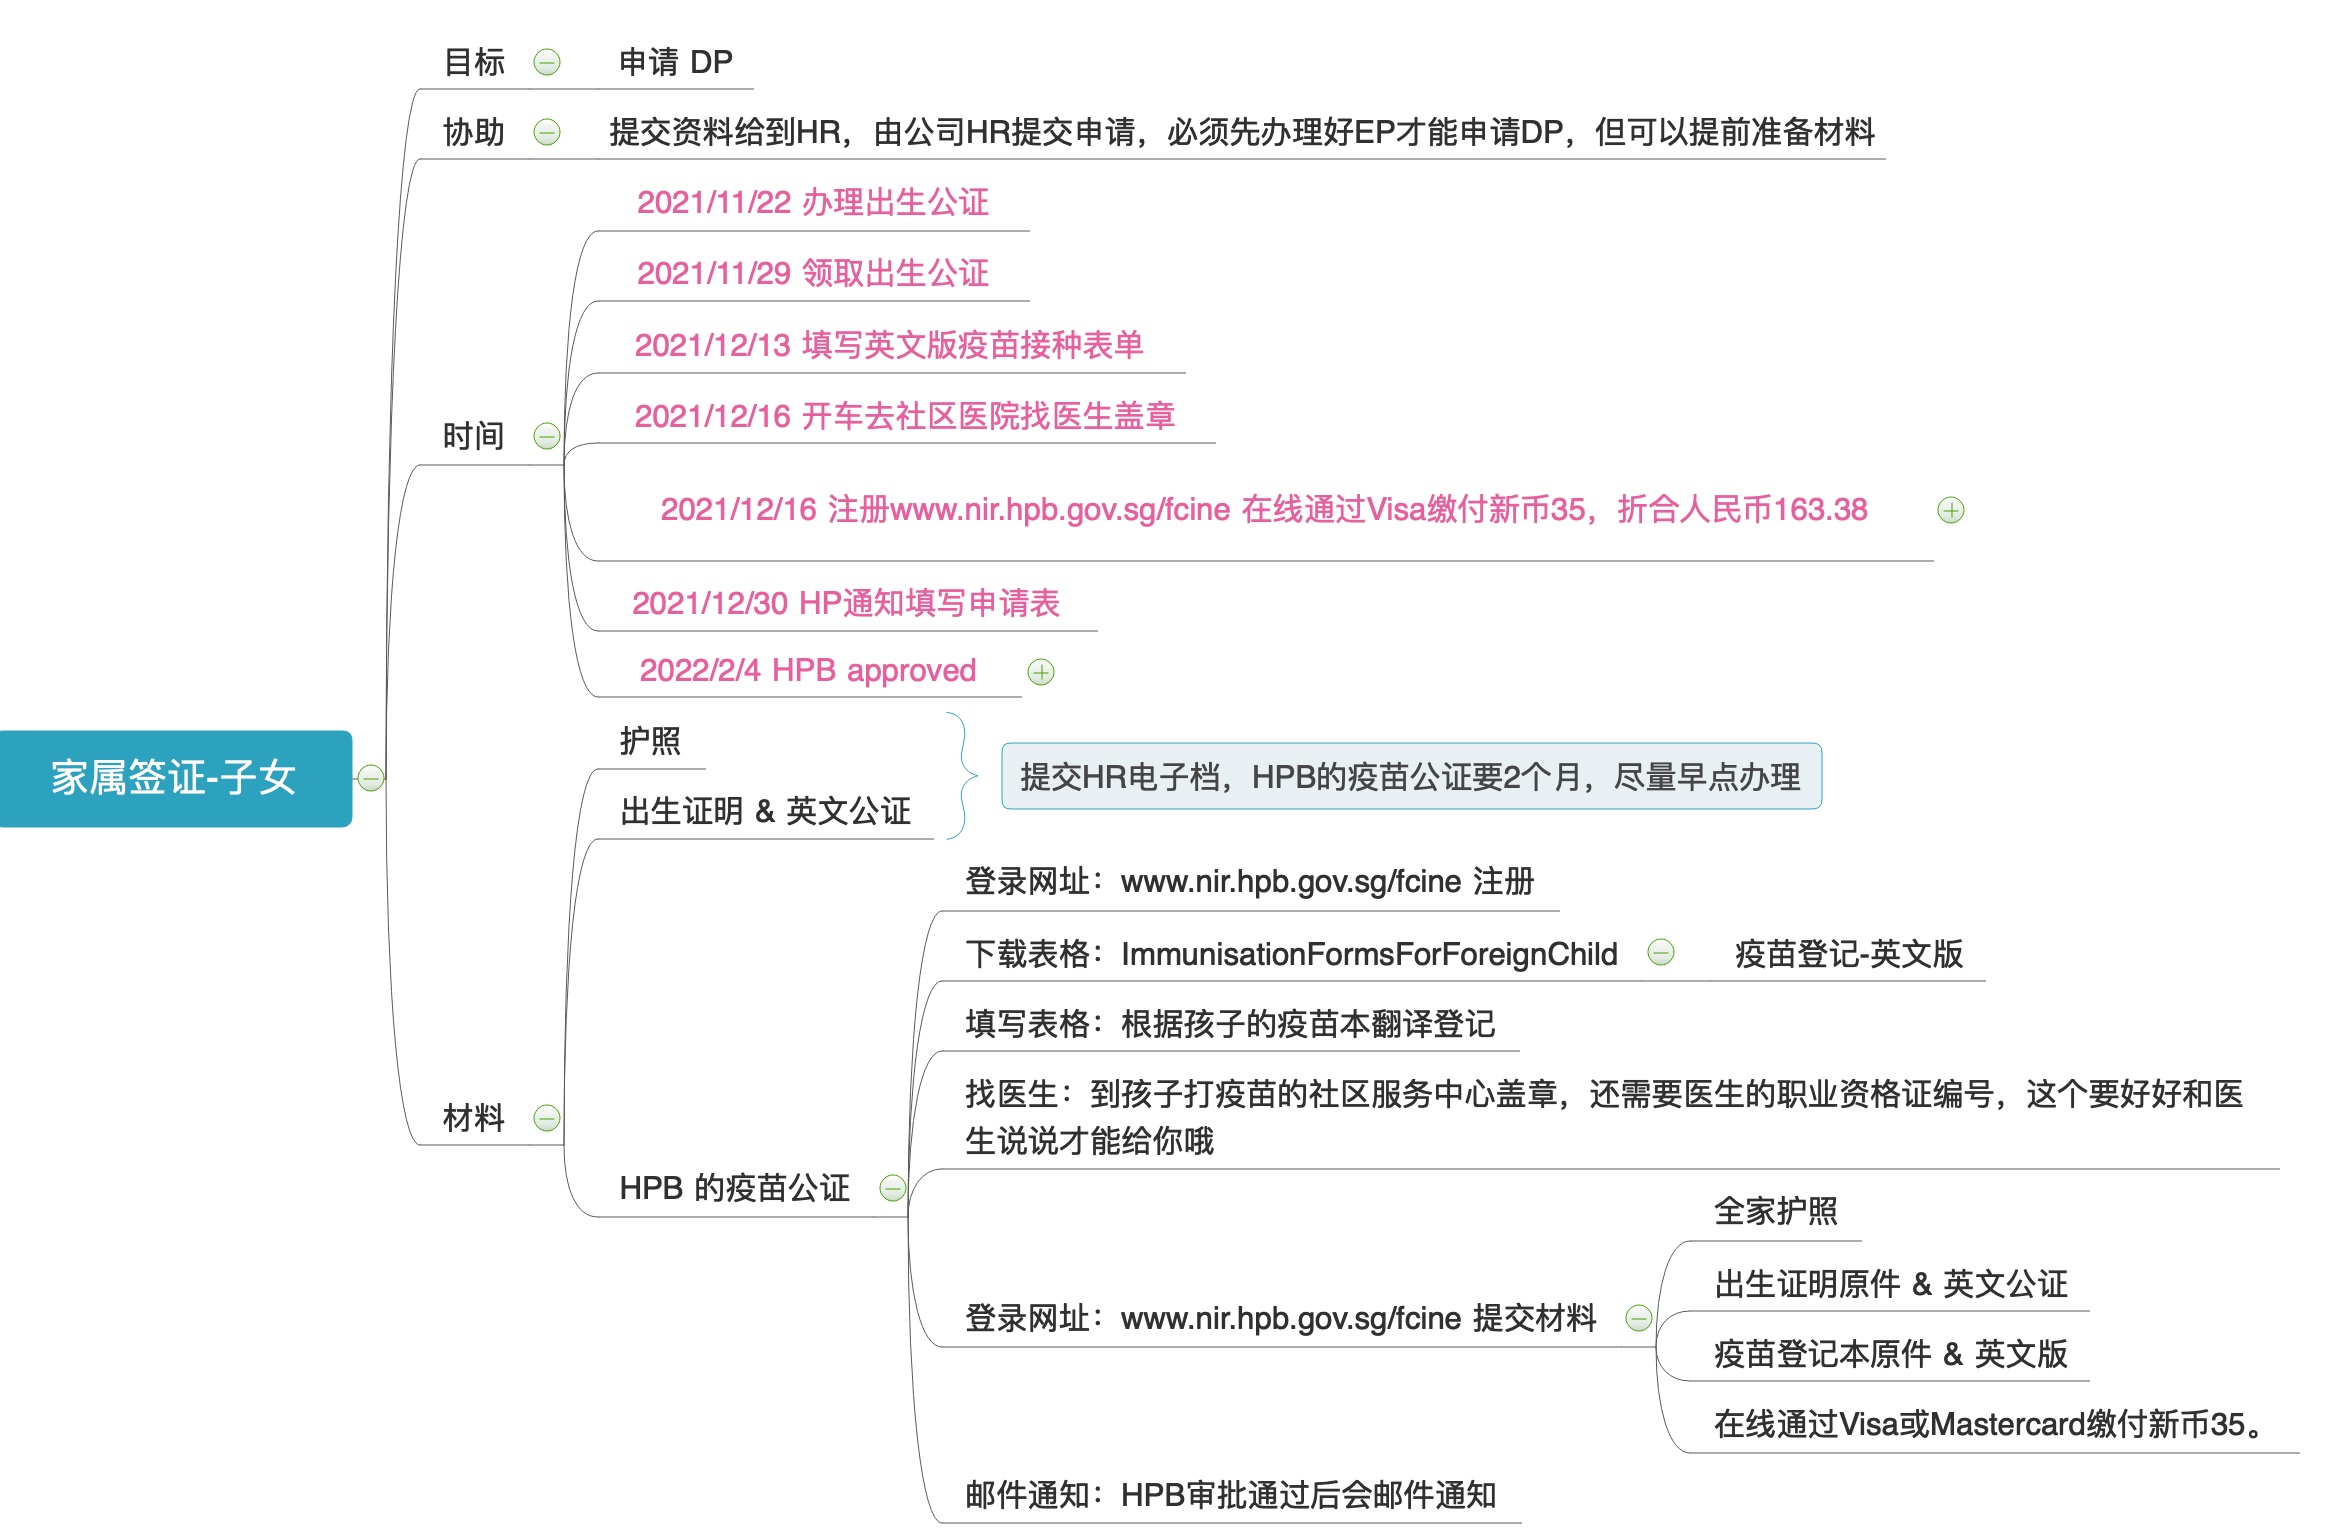 家属签证-子女
目标
申请 DP
协助
提交资料给到HR，由公司HR提交申请，必须先办理好EP才能申请DP，但可以提前准备材料
时间
2021/11/22 办理出生公证
2021/11/29 领取出生公证
2021/12/13 填写英文版疫苗接种表单
2021/12/16 开车去社区医院找医生盖章
2021/12/16 注册www.nir.hpb.gov.sg/fcine 在线通过Visa缴付新币35，折合人民币163.38
2021/12/30 HP通知填写申请表
2022/2/4 HPB approved
材料
护照
出生证明 & 英文公证
提交HR电子档，HPB的疫苗公证要2个月，尽量早点办理
HPB 的疫苗公证
登录网址：www.nir.hpb.gov.sg/fcine 注册
下载表格：ImmunisationFormsForForeignChild
疫苗登记-英文版
填写表格：根据孩子的疫苗本翻译登记
找医生：到孩子打疫苗的社区服务中心盖章，还需要医生的职业资格证编号，这个要好好和医
生说说才能给你哦
登录网址：www.nir.hpb.gov.sg/fcine 提交材料
全家护照
出生证明原件 & 英文公证
疫苗登记本原件 & 英文版
在线通过Visa或Mastercard缴付新币35。
邮件通知：HPB审批通过后会邮件通知